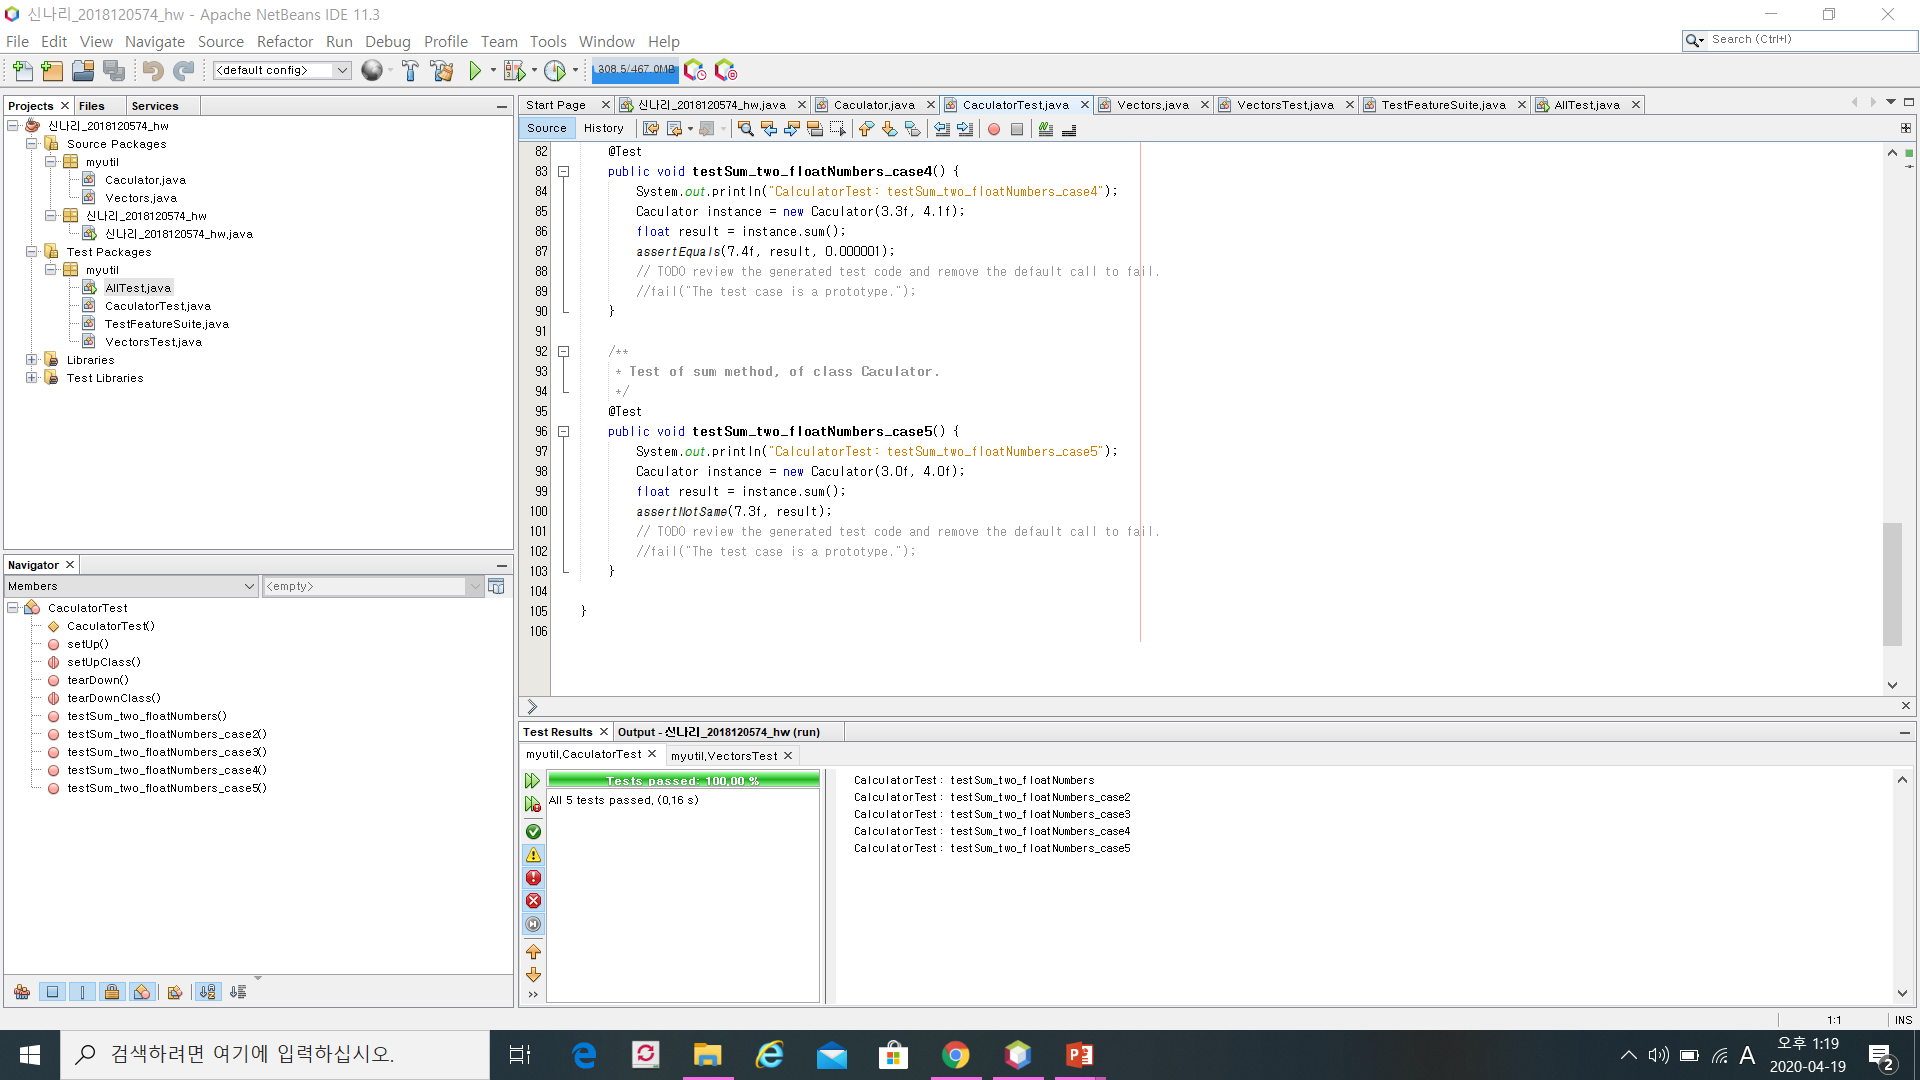 신나리_2018120574_hw - Apache NetBeans IDE 11.3
File Edit View Navigate Source Refactor Run Debug Profile Team Tools Window Help
Search (Ctrl+I)
<default config>
308.5/467.0MB
Projects Files Services
신나리_2018120574_hw
Source Packages
myutil
Caculator.java
Vectors.java
신나리_2018120574_hw
신나리_2018120574_hw.java
Test Packages
myutil
AllTest.java
CaculatorTest.java
TestFeatureSuite.java
VectorsTest.java
Libraries
Test Libraries
Navigator
Members
<empty>
CaculatorTest
CaculatorTest()
setUp()
setUpClass()
tearDown()
tearDownClass()
testSum_two_floatNumbers()
testSum_two_floatNumbers_case2()
testSum_two_floatNumbers_case3()
testSum_two_floatNumbers_case4()
testSum_two_floatNumbers_case5()
Start Page 신나리_2018120574_hw.java Caculator.java CaculatorTest.java Vectors.java VectorsTest.java TestFeatureSuite.java AllTest.java
Source History
82 @Test
83 public void testSum_two_floatNumbers_case4() {
84 System.out.println("CalculatorTest: testSum_two_floatNumbers_case4");
85 Caculator instance = new Caculator(3.3f, 4.1f);
86 float result = instance.sum();
87 assertEquals(7.4f, result, 0.000001);
88 // TODO review the generated test code and remove the default call to fail.
89 //fail("The test case is a prototype.");
90 }
91
92 /**
93 * Test of sum method, of class Caculator.
94 */
95 @Test
96 public void testSum_two_floatNumbers_case5() {
97 System.out.println("CalculatorTest: testSum_two_floatNumbers_case5");
98 Caculator instance = new Caculator(3.0f, 4.0f);
99 float result = instance.sum();
100 assertNotSame(7.3f, result);
101 // TODO review the generated test code and remove the default call to fail.
102 //fail("The test case is a prototype.");
103 }
104
105 }
106
Test Results Output - 신나리_2018120574_hw (run)
myutil.CaculatorTest myutil.VectorsTest
Tests passed: 100.00 %
All 5 tests passed. (0.16 s)
CalculatorTest: testSum_two_floatNumbers
CalculatorTest: testSum_two_floatNumbers_case2
CalculatorTest: testSum_two_floatNumbers_case3
CalculatorTest: testSum_two_floatNumbers_case4
CalculatorTest: testSum_two_floatNumbers_case5
1:1 INS
검색하려면 여기에 입력하십시오.
A
오후 1:19
2020-04-19
2